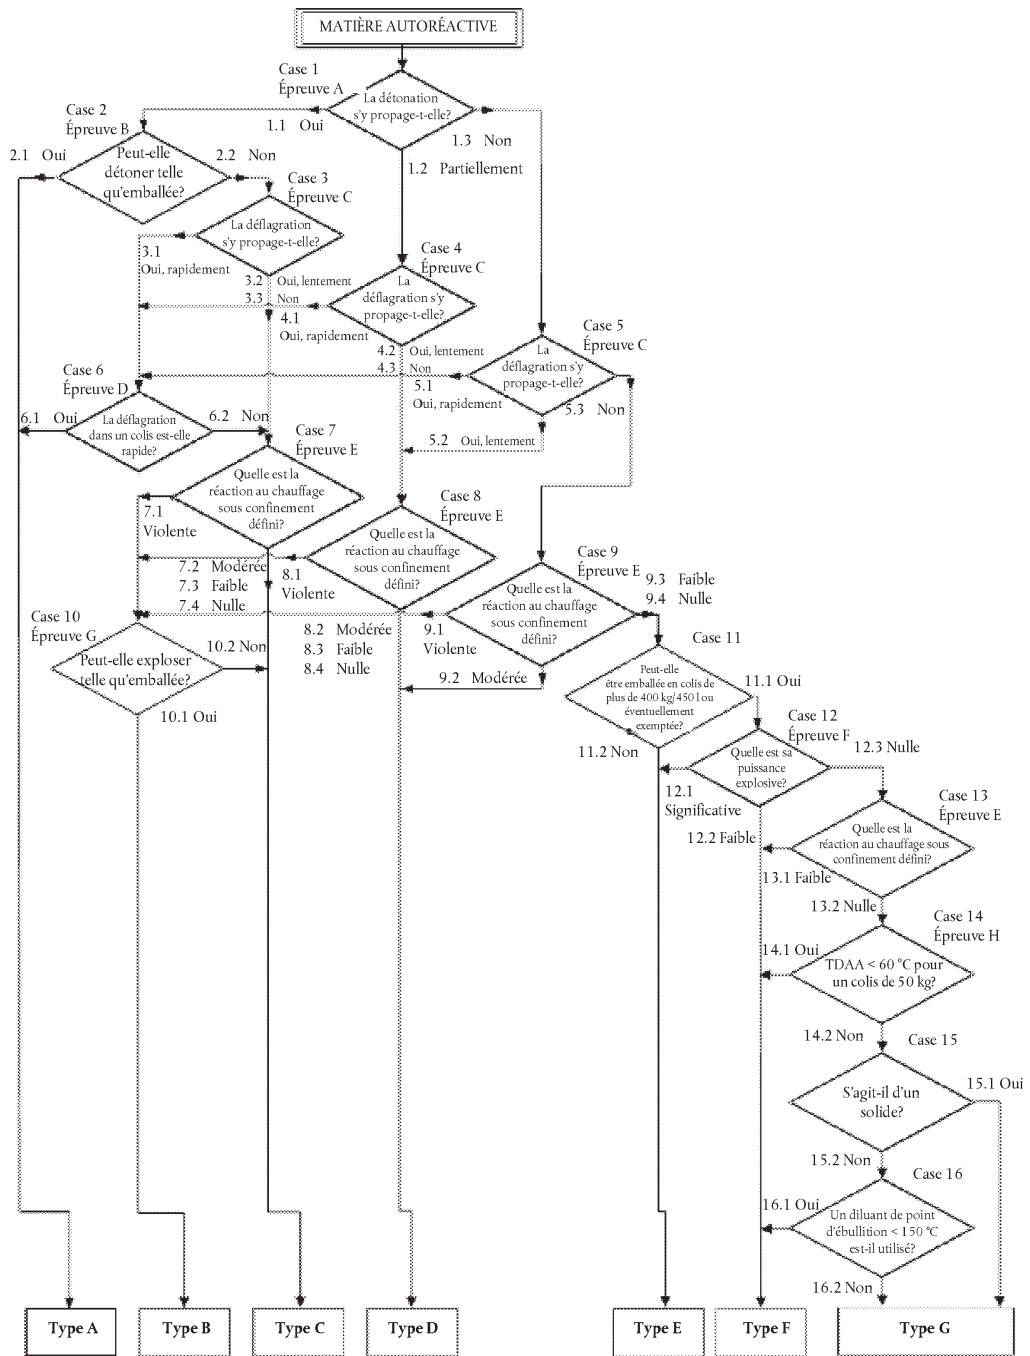 MATIÈRE AUTORÉACTIVE
Case 1
Épreuve A
La détonation
s'y propage-t-elle?
1.1 Oui
1.2 Partiellement
1.3 Non
Case 2
Épreuve B
Peut-elle
détoner telle
qu'emballée?
2.1 Oui
2.2 Non
Case 3
Épreuve C
La déflagration
s'y propage-t-elle?
3.1
Oui, rapidement
3.2 Oui, lentement
3.3 Non
Case 4
Épreuve C
La
déflagration s'y
propage-t-elle?
4.1
Oui, rapidement
4.2 Oui, lentement
4.3 Non
Case 5
Épreuve C
La
déflagration s'y
propage-t-elle?
5.1
Oui, rapidement
5.2 Oui, lentement
5.3 Non
Case 6
Épreuve D
La déflagration
dans un colis est-elle
rapide?
6.1 Oui
6.2 Non
Case 7
Épreuve E
Quelle est la
réaction au chauffage
sous confinement
défini?
7.1
Violente
7.2 Modérée
7.3 Faible
7.4 Nulle
Case 8
Épreuve E
Quelle est la
réaction au chauffage
sous confinement
défini?
8.1
Violente
8.2 Modérée
8.3 Faible
8.4 Nulle
Case 9
Épreuve E
Quelle est la
réaction au chauffage
sous confinement
défini?
9.1
Violente
9.2 Modérée
9.3 Faible
9.4 Nulle
Case 10
Épreuve G
Peut-elle exploser
telle qu'emballée?
10.1 Oui
10.2 Non
Case 11
Peut-elle
être emballée en colis de
plus de 400 kg/450 l ou
éventuellement
exemptée?
11.1 Oui
11.2 Non
Case 12
Épreuve F
Quelle est sa
puissance
explosive?
12.1
Significative
12.2 Faible
12.3 Nulle
Case 13
Épreuve E
Quelle est la
réaction au chauffage sous
confinement défini?
13.1 Faible
13.2 Nulle
Case 14
Épreuve H
TDAA < 60 °C pour
un colis de 50 kg?
14.1 Oui
14.2 Non
Case 15
S'agit-il d'un
solide?
15.1 Oui
15.2 Non
Case 16
Un diluant de point
d'ébullition < 150 °C
est-il utilisé?
16.1 Oui
16.2 Non
Type A
Type B
Type C
Type D
Type E
Type F
Type G